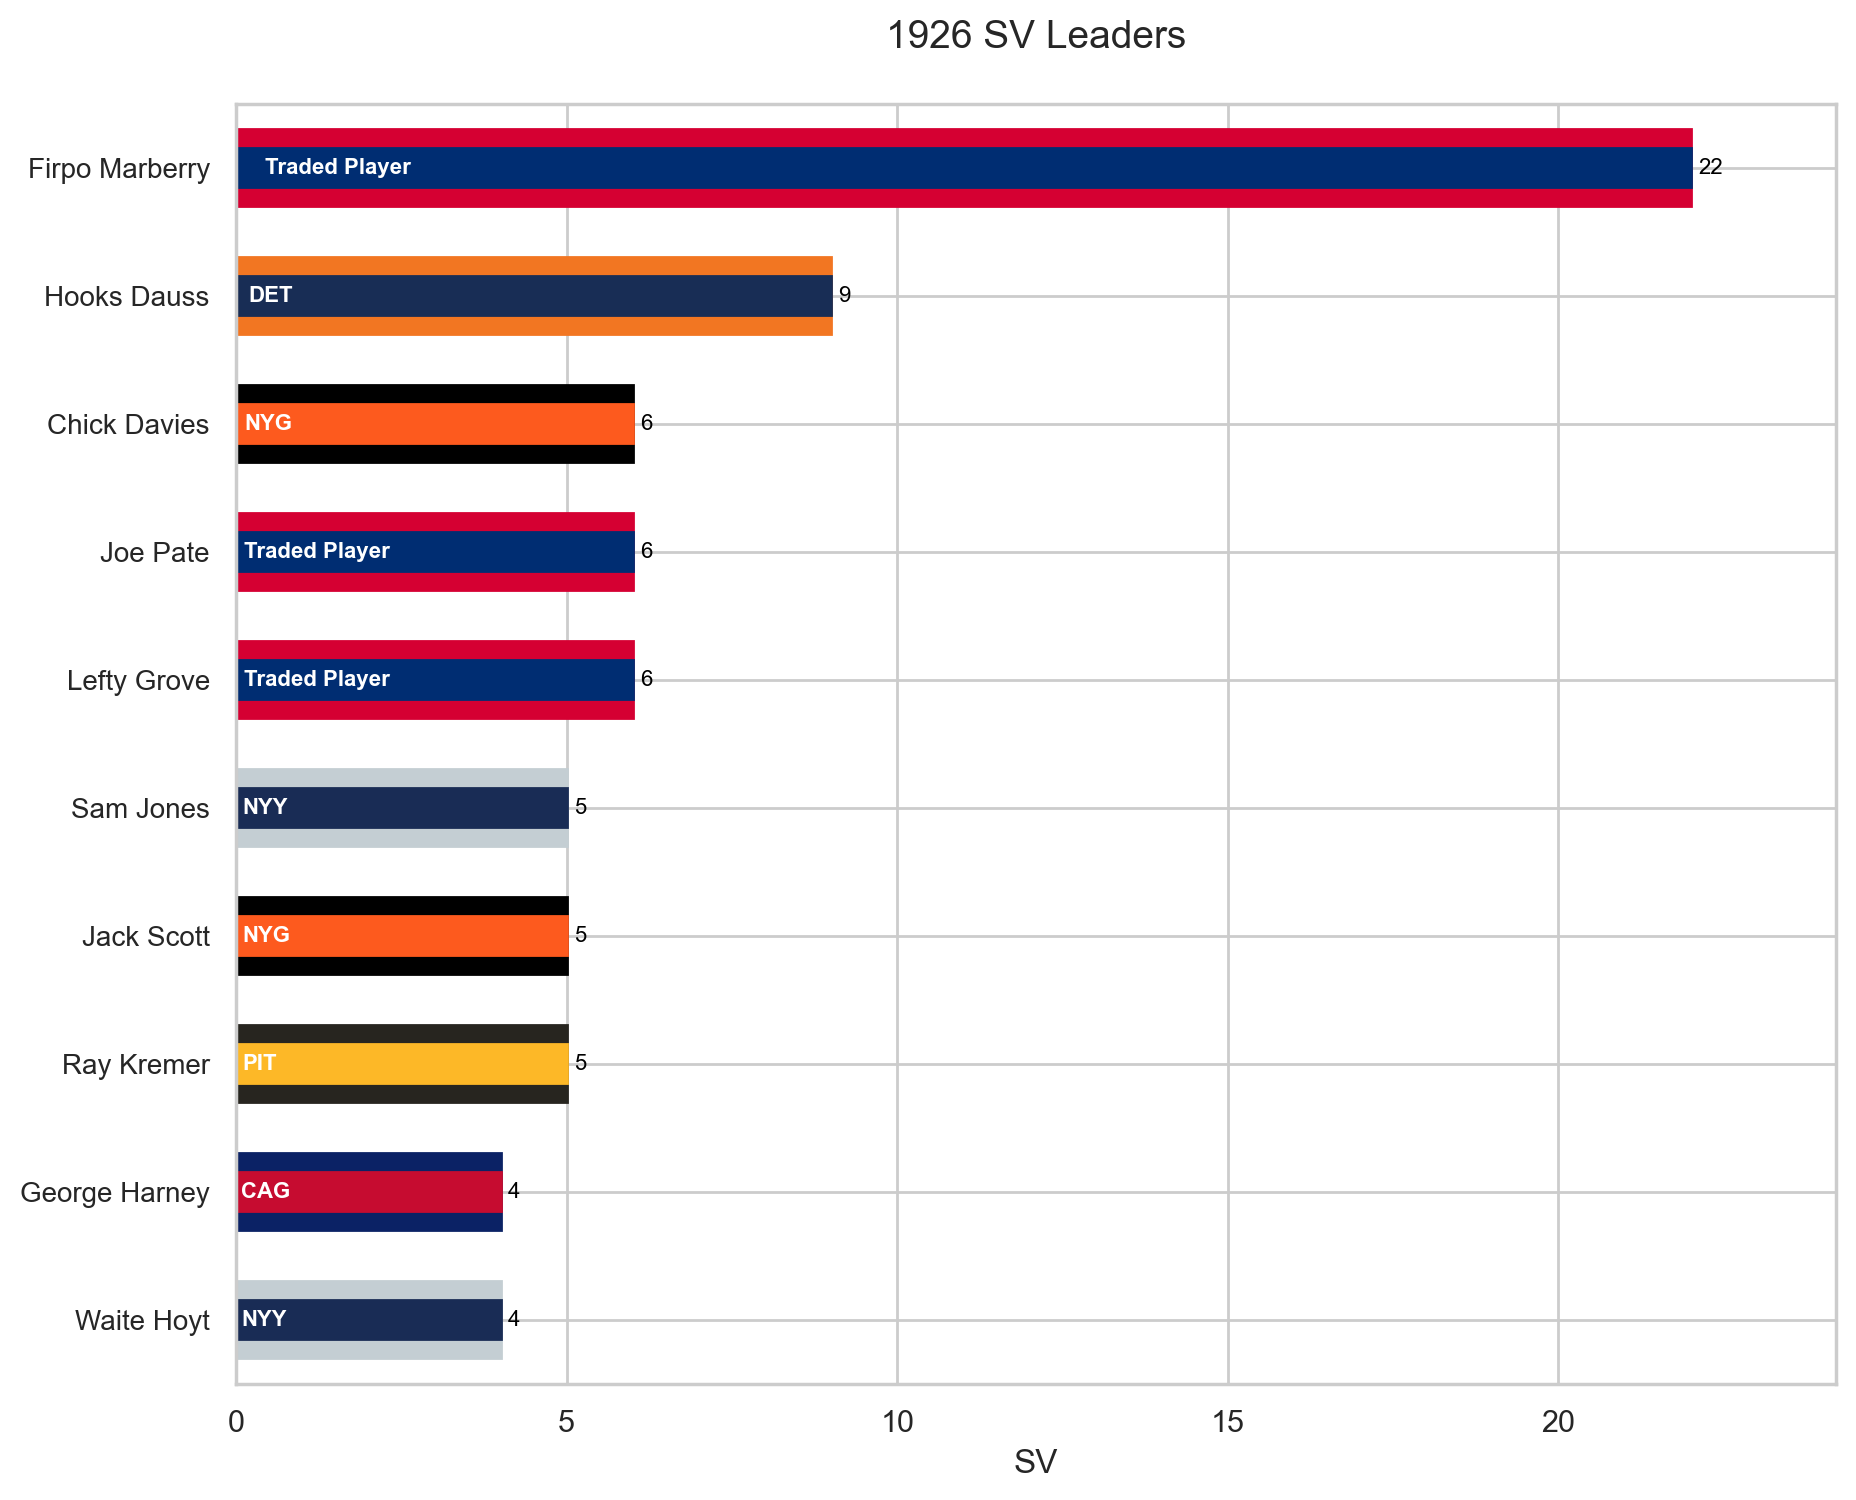 1926 SV Leaders
Firpo Marberry
Traded Player
22
Hooks Dauss
DET
9
Chick Davies
NYG
6
Joe Pate
Traded Player
6
Lefty Grove
Traded Player
6
Sam Jones
NYY
5
Jack Scott
NYG
5
Ray Kremer
PIT
5
George Harney
CAG
4
Waite Hoyt
NYY
4
0 5 10 15 20
SV